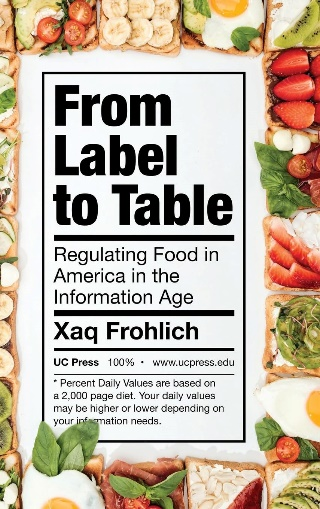 From
Label
to Table
Regulating Food in
America in the
Information Age
Xaq Frohlich
UC Press 100% • www.ucpress.edu
* Percent Daily Values are based on
a 2,000 page diet. Your daily values
may be higher or lower depending on
your information needs.